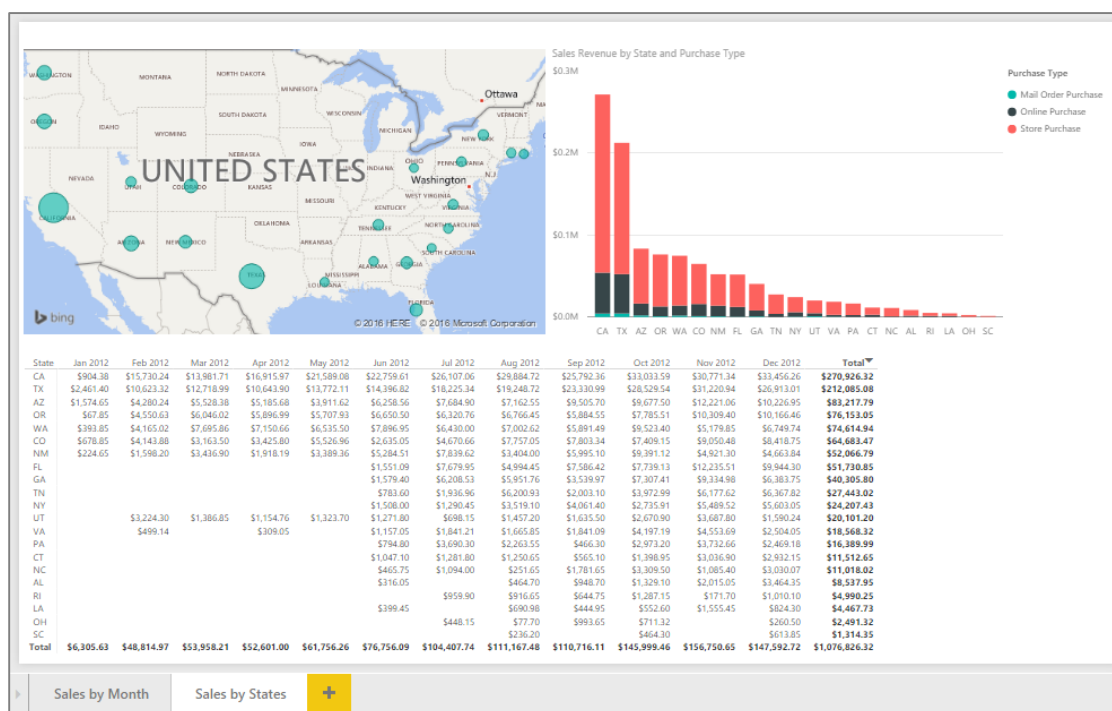 WASHINGTON
MONTANA
NORTH DAKOTA
MINNESOTA
Ottawa
MA
OREGON
IDAHO
SOUTH DAKOTA
WISCONSIN
VERMONT
WYOMING
MICHIGAN
NEW YORK
IOWA
NEBRASKA
UNITED STATES
NEVADA
UTAH
COLORADO
KANSAS
INDIANA
OHIO
PENNSYLVANIA
N.J.
Washington
MISSOURI
WEST VIRGINIA
KENTUCKY
VIRGINIA
CALIFORNIA
OKLAHOMA
TENNESSEE
NORTH CAROLINA
ARIZONA
NEW MEXICO
ARKANSAS
SOUTH CAROLINA
TEXAS
MISSISSIPPI
ALABAMA
GEORGIA
LOUISIANA
FLORIDA
bing
© 2016 HERE © 2016 Microsoft Corporation
Sales Revenue by State and Purchase Type
$0.3M
$0.2M
$0.1M
$0.0M
CA TX AZ OR WA CO NM FL GA TN NY UT VA PA CT NC AL RI LA OH SC
Purchase Type
Mail Order Purchase
Online Purchase
Store Purchase
State Jan 2012 Feb 2012 Mar 2012 Apr 2012 May 2012 Jun 2012 Jul 2012 Aug 2012 Sep 2012 Oct 2012 Nov 2012 Dec 2012 Total
CA $904.38 $15,730.24 $13,981.71 $16,915.97 $21,589.08 $22,759.61 $26,107.06 $29,884.72 $25,792.36 $33,033.59 $30,771.34 $33,456.26 $270,926.32
TX $2,461.40 $10,623.32 $12,718.99 $10,643.90 $13,772.11 $14,396.82 $18,225.34 $19,248.72 $23,330.99 $28,529.54 $31,220.94 $26,913.01 $212,085.08
AZ $1,574.65 $4,280.24 $5,528.38 $5,185.68 $3,911.62 $6,258.56 $7,684.90 $7,162.55 $9,505.70 $9,677.50 $12,221.06 $10,226.95 $83,217.79
OR $67.85 $4,550.63 $6,046.02 $5,896.99 $5,707.93 $6,650.50 $6,320.76 $6,766.45 $5,884.55 $7,785.51 $10,309.40 $10,166.46 $76,153.05
WA $393.85 $4,165.02 $7,695.86 $7,150.66 $6,535.50 $7,896.95 $6,430.00 $7,002.62 $5,891.49 $9,523.40 $5,179.85 $6,749.74 $74,614.94
CO $678.85 $4,143.88 $3,163.50 $3,425.80 $5,526.96 $2,635.05 $4,670.66 $7,757.05 $7,803.34 $7,409.15 $9,050.48 $8,418.75 $64,683.47
NM $224.65 $1,598.20 $3,436.90 $1,918.19 $3,389.36 $5,284.51 $7,839.62 $3,404.00 $5,995.10 $9,391.12 $4,921.30 $4,663.84 $52,066.79
FL $1,551.09 $7,679.95 $4,994.45 $7,586.42 $7,739.13 $12,235.51 $9,944.30 $51,730.85
GA $1,579.40 $6,208.53 $5,951.76 $3,539.97 $7,307.41 $9,334.98 $6,383.75 $40,305.80
TN $783.60 $1,936.96 $6,200.93 $2,003.10 $3,972.99 $6,177.62 $6,367.82 $27,443.02
NY $1,508.00 $1,290.45 $3,519.10 $4,061.40 $2,735.91 $5,489.52 $5,603.05 $24,207.43
UT $3,224.30 $1,386.85 $1,154.76 $1,323.70 $1,271.80 $698.15 $1,457.20 $1,635.50 $2,670.90 $3,687.80 $1,590.24 $20,101.20
VA $499.14 $309.05 $1,157.05 $1,841.21 $1,665.85 $1,841.09 $4,197.19 $4,553.69 $2,504.05 $18,568.32
PA $794.80 $3,690.30 $2,263.55 $466.30 $2,973.20 $3,732.66 $2,469.18 $16,389.99
CT $1,047.10 $1,281.80 $1,250.65 $565.10 $1,398.95 $3,036.90 $2,932.15 $11,512.65
NC $465.75 $1,094.00 $251.65 $1,781.65 $3,309.50 $1,085.40 $3,030.07 $11,018.02
AL $316.05 $464.70 $948.70 $1,329.10 $2,015.05 $3,464.35 $8,537.95
RI $959.90 $916.65 $644.75 $1,287.15 $171.70 $1,010.10 $4,990.25
LA $399.45 $690.98 $444.95 $552.60 $1,555.45 $824.30 $4,467.73
OH $448.15 $77.70 $993.65 $711.32 $260.50 $2,491.32
SC $236.20 $464.30 $613.85 $1,314.35
Total $6,305.63 $48,814.97 $53,958.21 $52,601.00 $61,756.26 $76,756.09 $104,407.74 $111,167.48 $110,716.11 $145,999.46 $156,750.65 $147,592.72 $1,076,826.32
Sales by Month
Sales by States
+